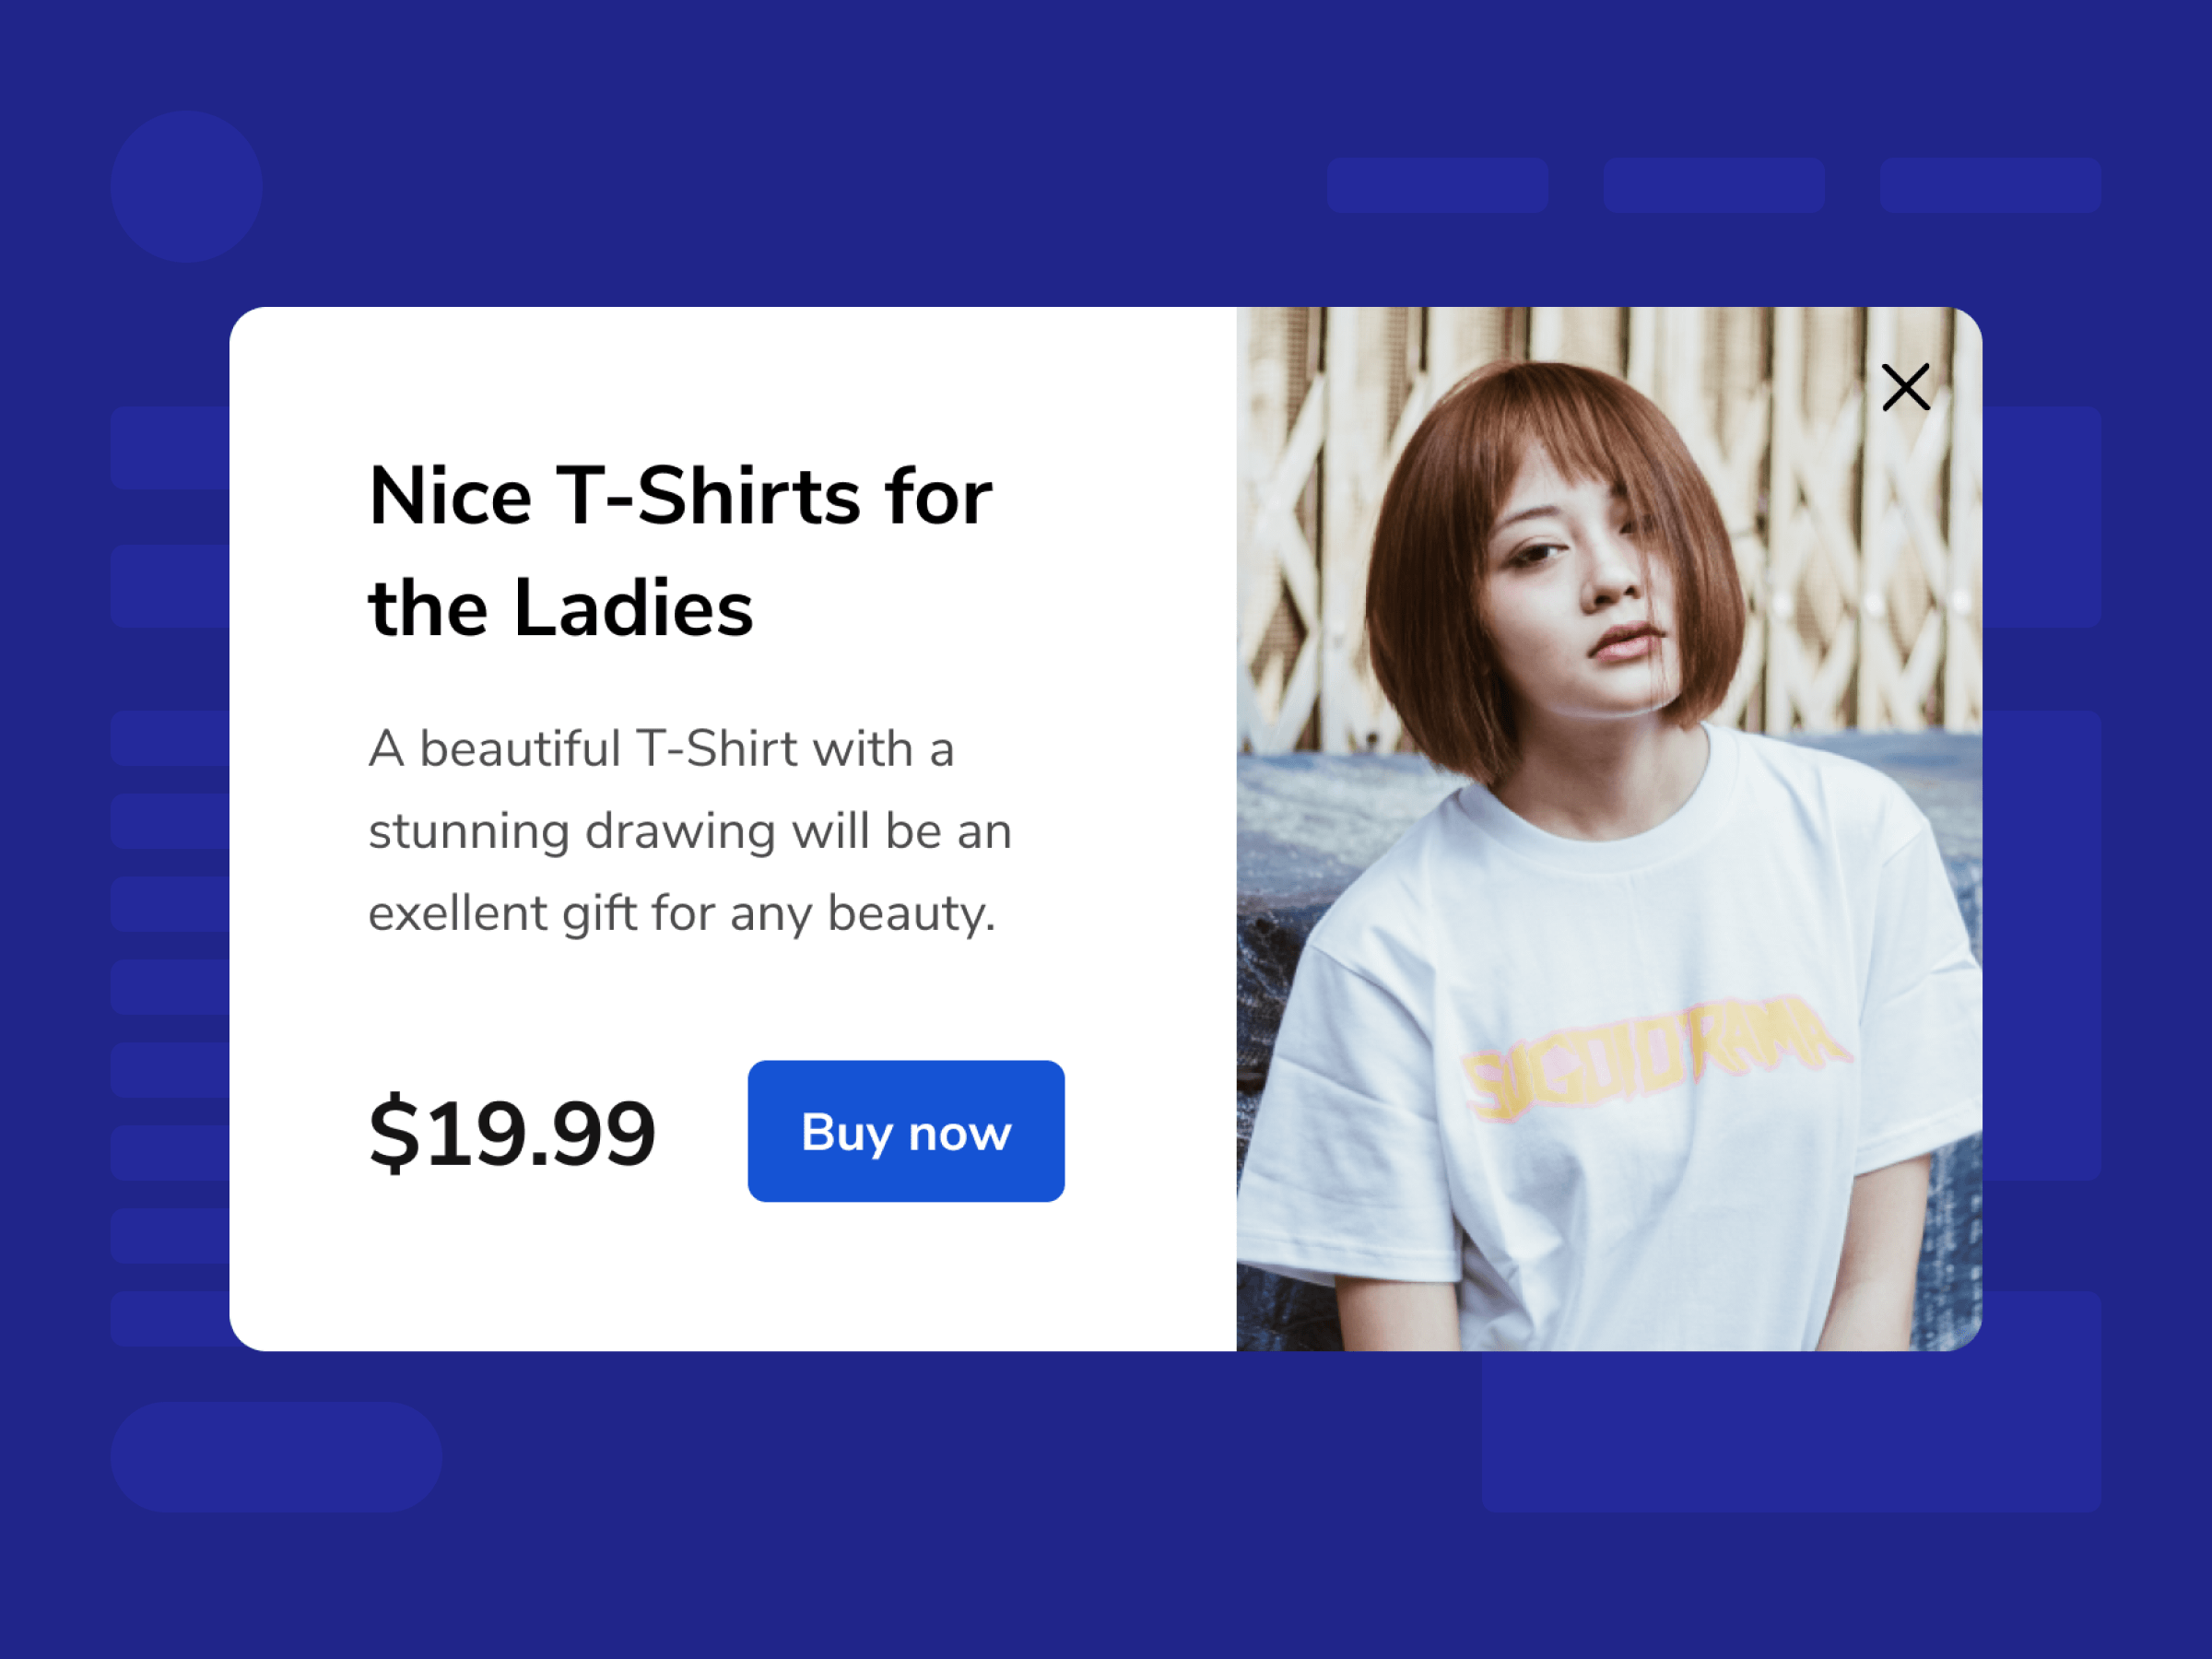 Nice T-Shirts for
the Ladies
A beautiful T-Shirt with a
stunning drawing will be an
exellent gift for any beauty.
$19.99
Buy now
SUGOIDRAMA